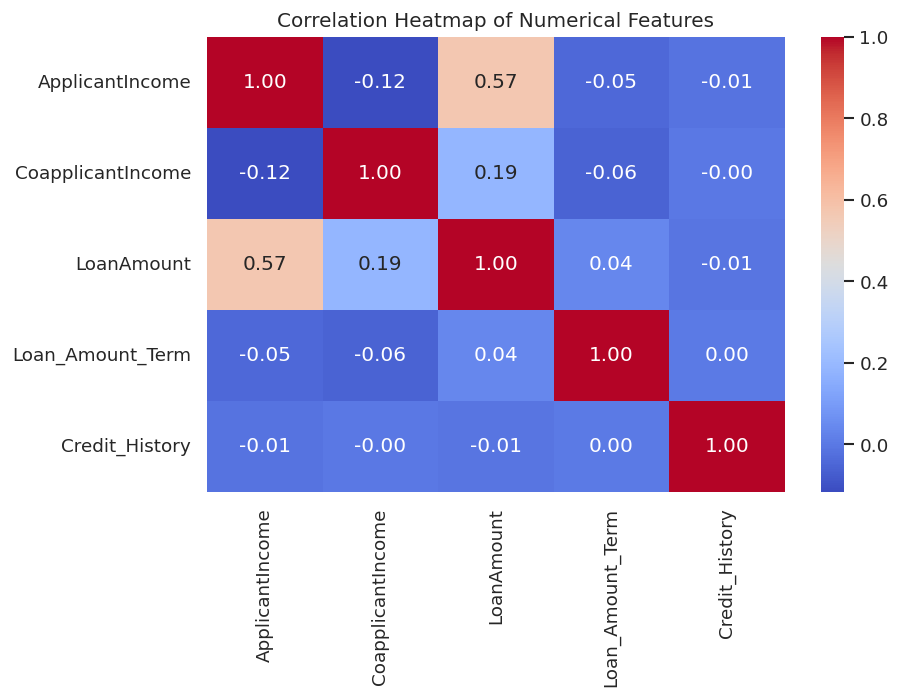 Correlation Heatmap of Numerical Features
ApplicantIncome 1.00 -0.12 0.57 -0.05 -0.01
CoapplicantIncome -0.12 1.00 0.19 -0.06 -0.00
LoanAmount 0.57 0.19 1.00 0.04 -0.01
Loan_Amount_Term -0.05 -0.06 0.04 1.00 0.00
Credit_History -0.01 -0.00 -0.01 0.00 1.00
ApplicantIncome
CoapplicantIncome
LoanAmount
Loan_Amount_Term
Credit_History
1.0
0.8
0.6
0.4
0.2
0.0